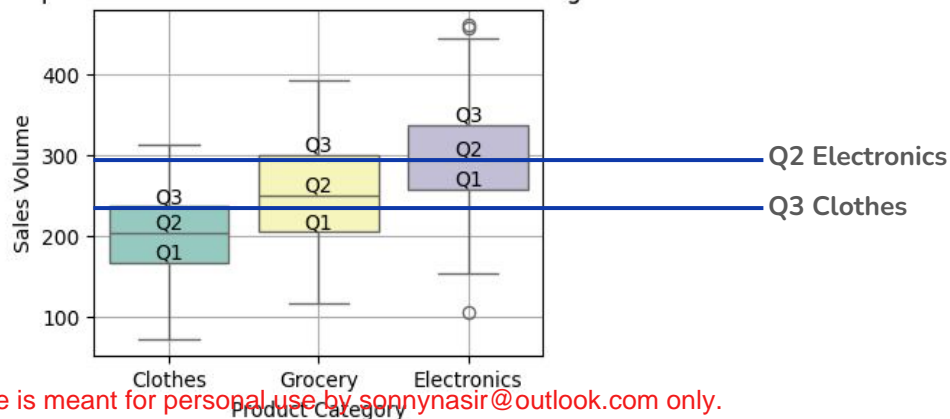 400
300
200
100
Sales Volume
Q3
Q2
Q1
Q3
Q2
Q1
Q3
Q2
Q1
Q2 Electronics
Q3 Clothes
Clothes Grocery Electronics
Product Category
e is meant for personal use by sonnynasir@outlook.com only.